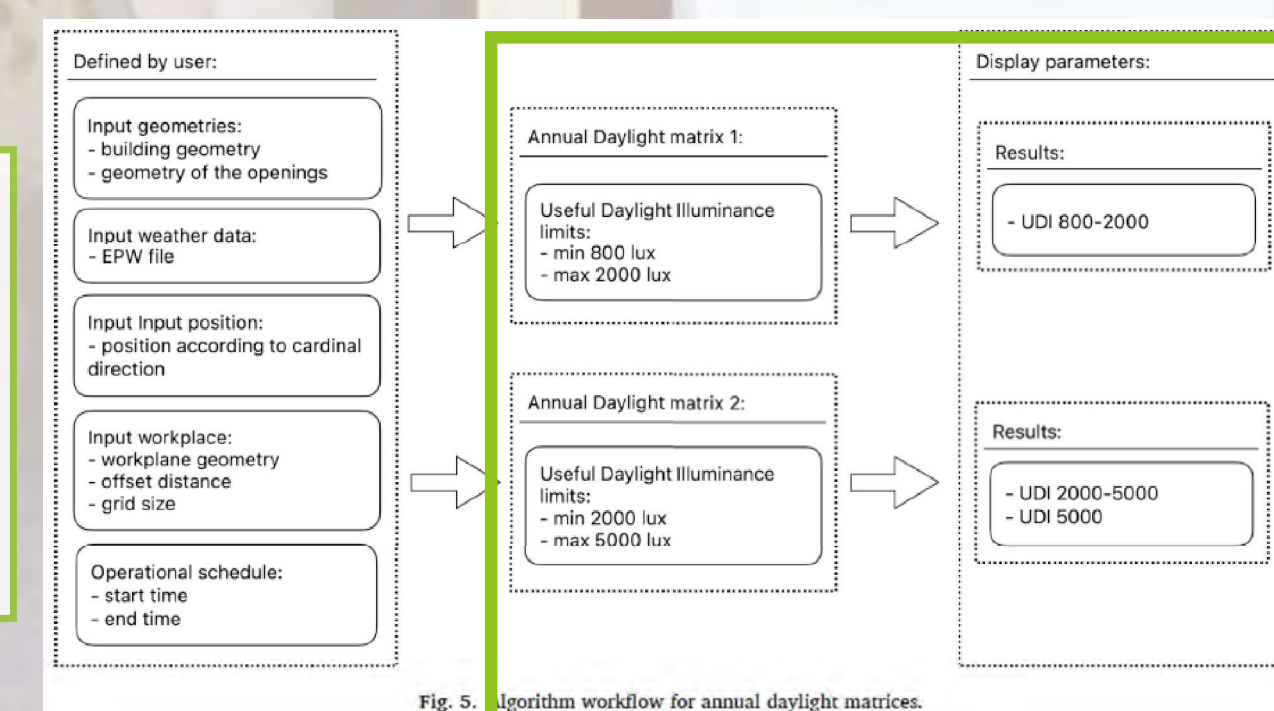 Defined by user:
Input geometries:
- building geometry
- geometry of the openings
Input weather data:
- EPW file
Input Input position:
- position according to cardinal
direction
Input workplace:
- workplane geometry
- offset distance
- grid size
Operational schedule:
- start time
- end time
Annual Daylight matrix 1:
Useful Daylight Illuminance
limits:
- min 800 lux
- max 2000 lux
Annual Daylight matrix 2:
Useful Daylight Illuminance
limits:
- min 2000 lux
- max 5000 lux
Display parameters:
Results:
- UDI 800-2000
Results:
- UDI 2000-5000
- UDI 5000
Fig. 5. lgorithm workflow for annual daylight matrices.